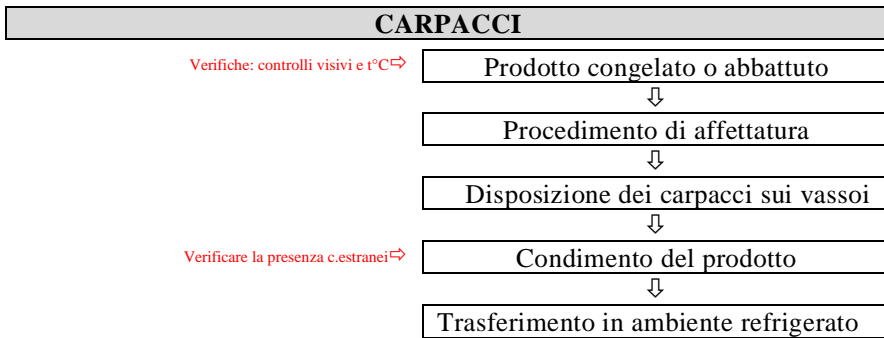 CARPACCI
Verifiche: controlli visivi e t°C⇨ Prodotto congelato o abbattuto
⇩
Procedimento di affettatura
⇩
Disposizione dei carpacci sui vassoi
⇩
Verificare la presenza c.estranei⇨ Condimento del prodotto
⇩
Trasferimento in ambiente refrigerato